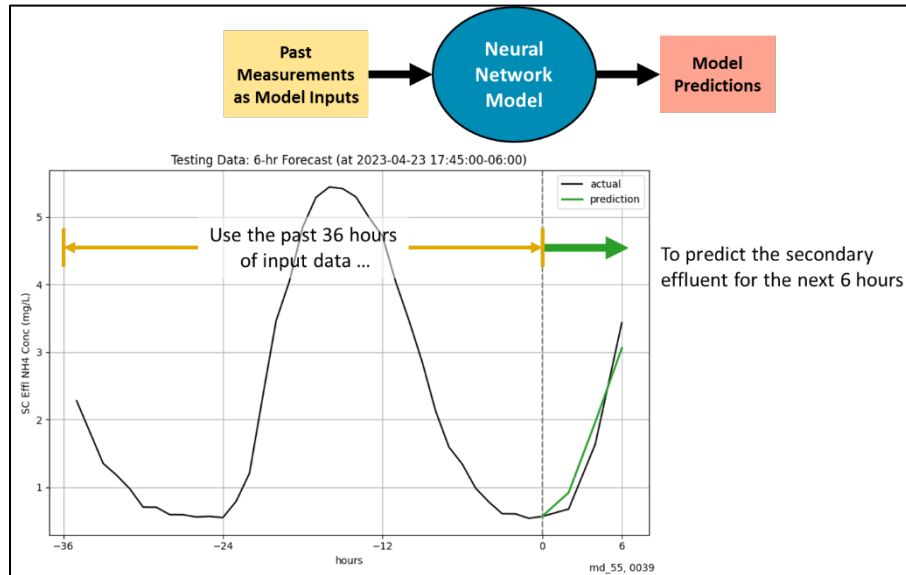 Past
Measurements
as Model Inputs
Neural
Network
Model
Model
Predictions
Testing Data: 6-hr Forecast (at 2023-04-23 17:45:00-06:00)
actual
prediction
Use the past 36 hours
of input data ...
To predict the secondary
effluent for the next 6 hours
SC Effl NH4 Conc (mg/L)
5
4
3
2
1
−36
−24
−12
0
6
hours
md_55, 0039